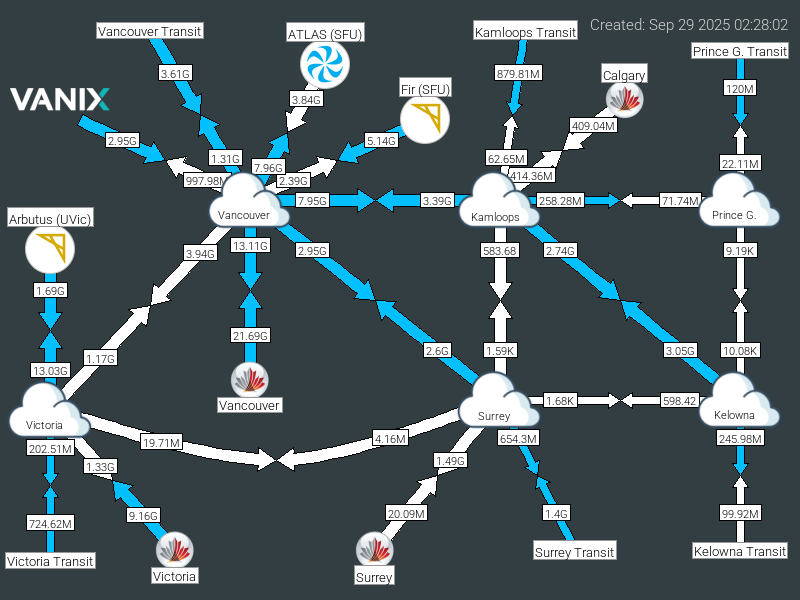 Created: Sep 29 2025 02:28:02
Vancouver Transit
ATLAS (SFU)
Kamloops Transit
Prince G. Transit
3.61G
879.81M
Calgary
Fir (SFU)
120M
VANIX
3.84G
409.04M
2.95G
5.14G
1.31G
62.65M
22.11M
7.96G
997.98M
2.39G
414.36M
7.95G
3.39G
258.28M
71.74M
Vancouver
Kamloops
Prince G.
Arbutus (UVic)
13.11G
2.95G
583.68
2.74G
9.19K
3.94G
1.69G
21.69G
2.6G
1.59K
3.05G
10.08K
1.17G
13.03G
Vancouver
1.68K
598.42
Victoria
Surrey
Kelowna
202.51M
19.71M
4.16M
654.3M
245.98M
1.33G
1.49G
724.62M
9.16G
20.09M
1.4G
99.92M
Victoria Transit
Surrey Transit
Kelowna Transit
Victoria
Surrey